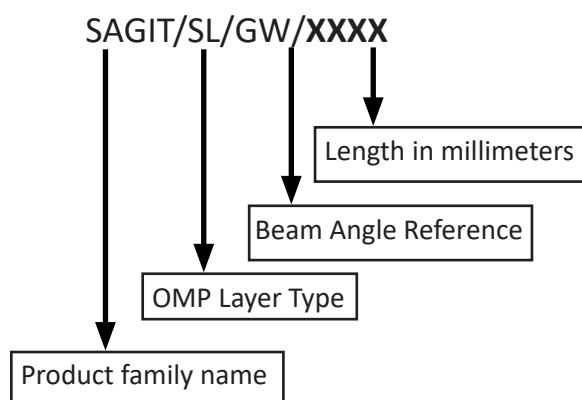 SAGIT/SL/GW/XXXX
Length in millimeters
Beam Angle Reference
OMP Layer Type
Product family name